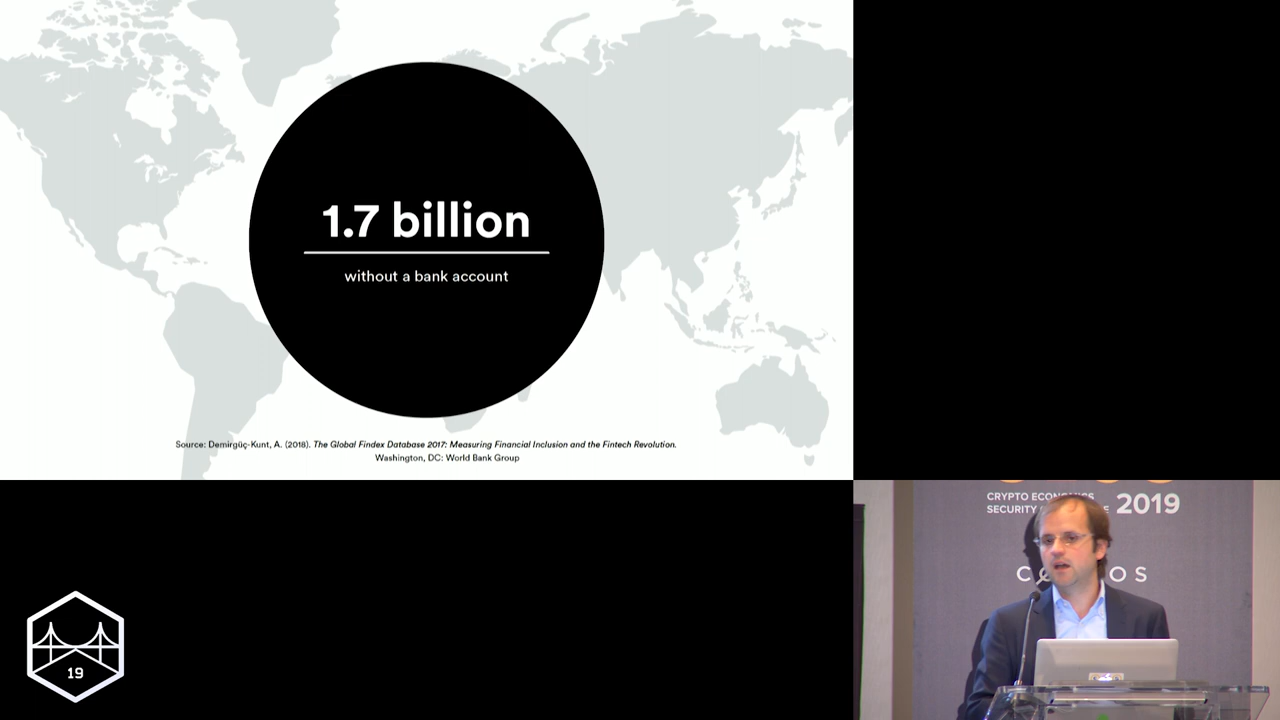 1.7 billion
without a bank account
Source: Demirgüç-Kunt, A. (2018). The Global Findex Database 2017: Measuring Financial Inclusion and the Fintech Revolution.
Washington, DC: World Bank Group
CRYPTO ECONOMICS
SECURITY
2019
19